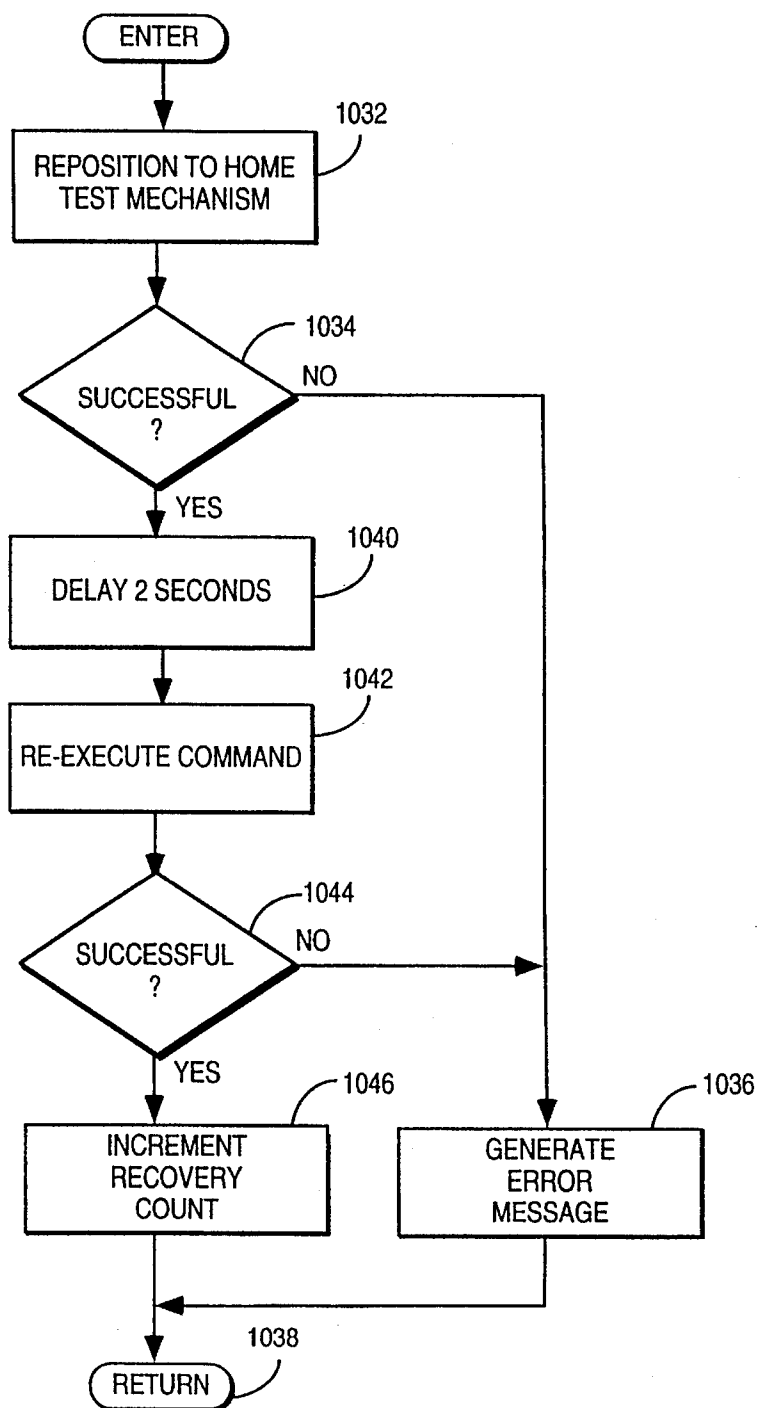 ENTER
1032
REPOSITION TO HOME
TEST MECHANISM
1034
NO
SUCCESSFUL
?
YES
1040
DELAY 2 SECONDS
1042
RE-EXECUTE COMMAND
1044
NO
SUCCESSFUL
?
YES
1046
INCREMENT
RECOVERY
COUNT
1036
GENERATE
ERROR
MESSAGE
1038
RETURN